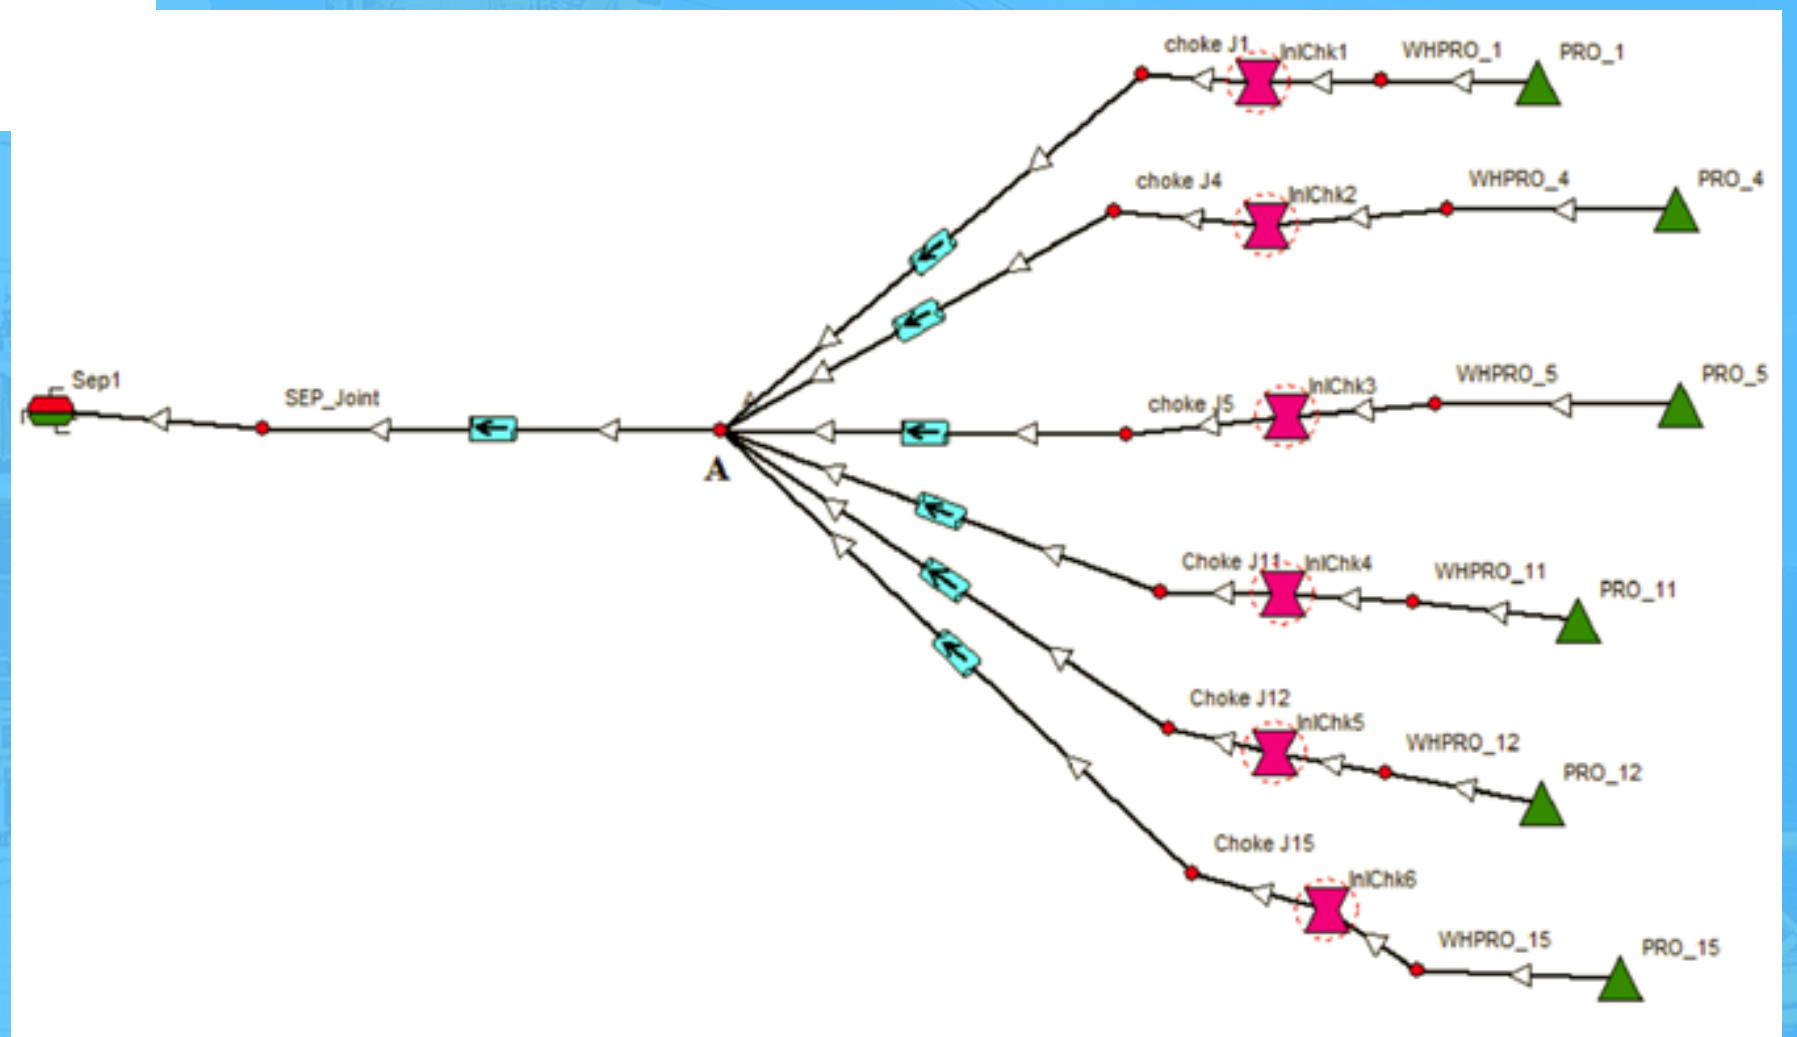 choke J1
InlChk1
WHPRO_1
PRO_1
choke J4
InlChk2
WHPRO_4
PRO_4
Sep1
SEP_Joint
A
A
choke J5
InlChk3
WHPRO_5
PRO_5
Choke J11
InlChk4
WHPRO_11
PRO_11
Choke J12
InlChk5
WHPRO_12
PRO_12
Choke J15
InlChk6
WHPRO_15
PRO_15